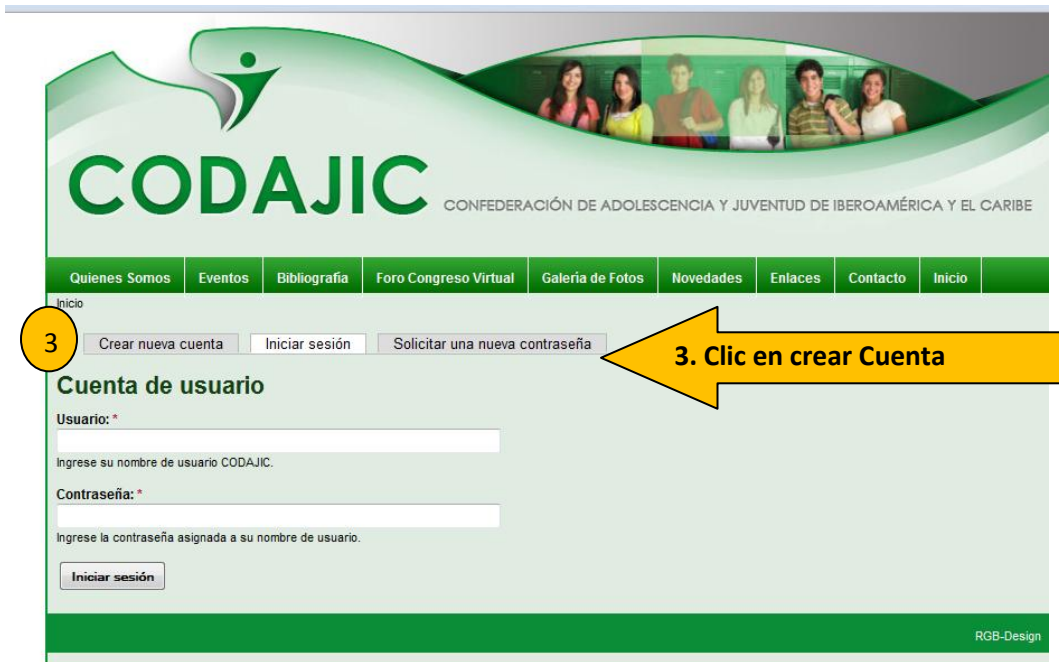 CODAJIC
CONFEDERACIÓN DE ADOLESCENCIA Y JUVENTUD DE IBEROAMÉRICA Y EL CARIBE
Quienes Somos Eventos Bibliografía Foro Congreso Virtual Galería de Fotos Novedades Enlaces Contacto Inicio
Inicio
3 Crear nueva cuenta Iniciar sesión Solicitar una nueva contraseña
3. Clic en crear Cuenta
Cuenta de usuario
Usuario: *
Ingrese su nombre de usuario CODAJIC.
Contraseña: *
Ingrese la contraseña asignada a su nombre de usuario.
Iniciar sesión
RGB-Design